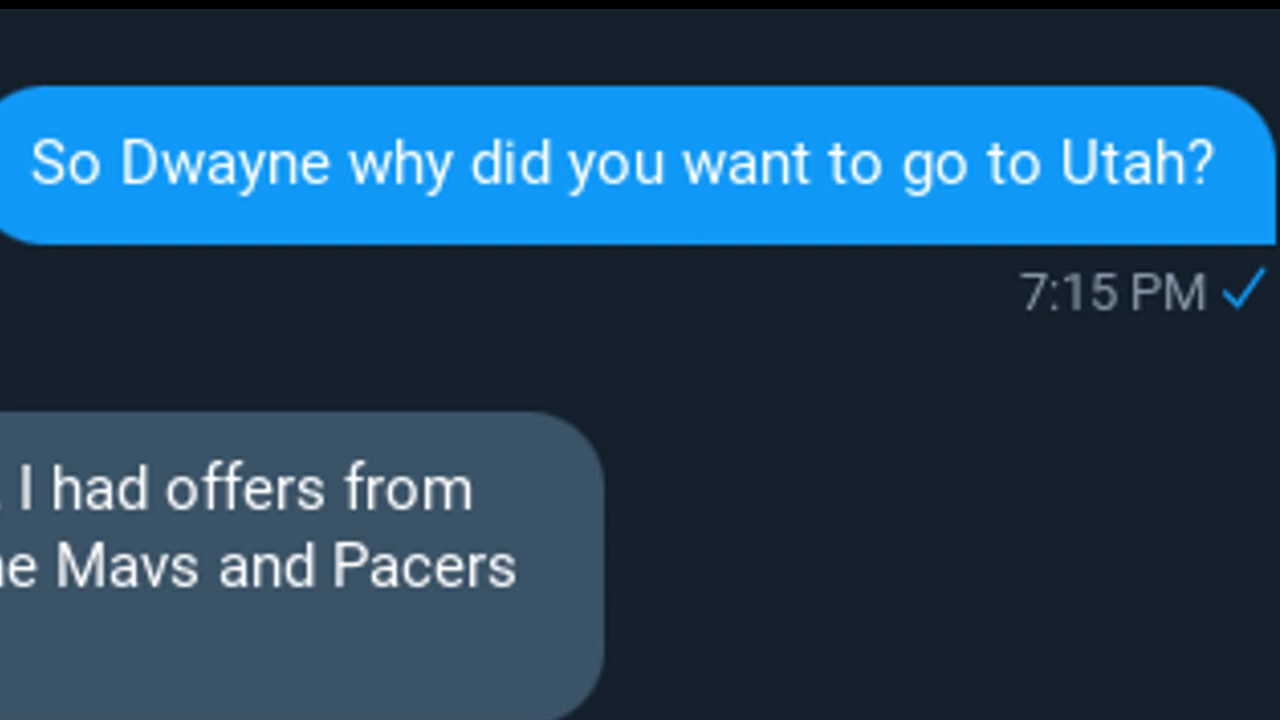 So Dwayne why did you want to go to Utah?
7:15 PM
I had offers from
Mavs and Pacers